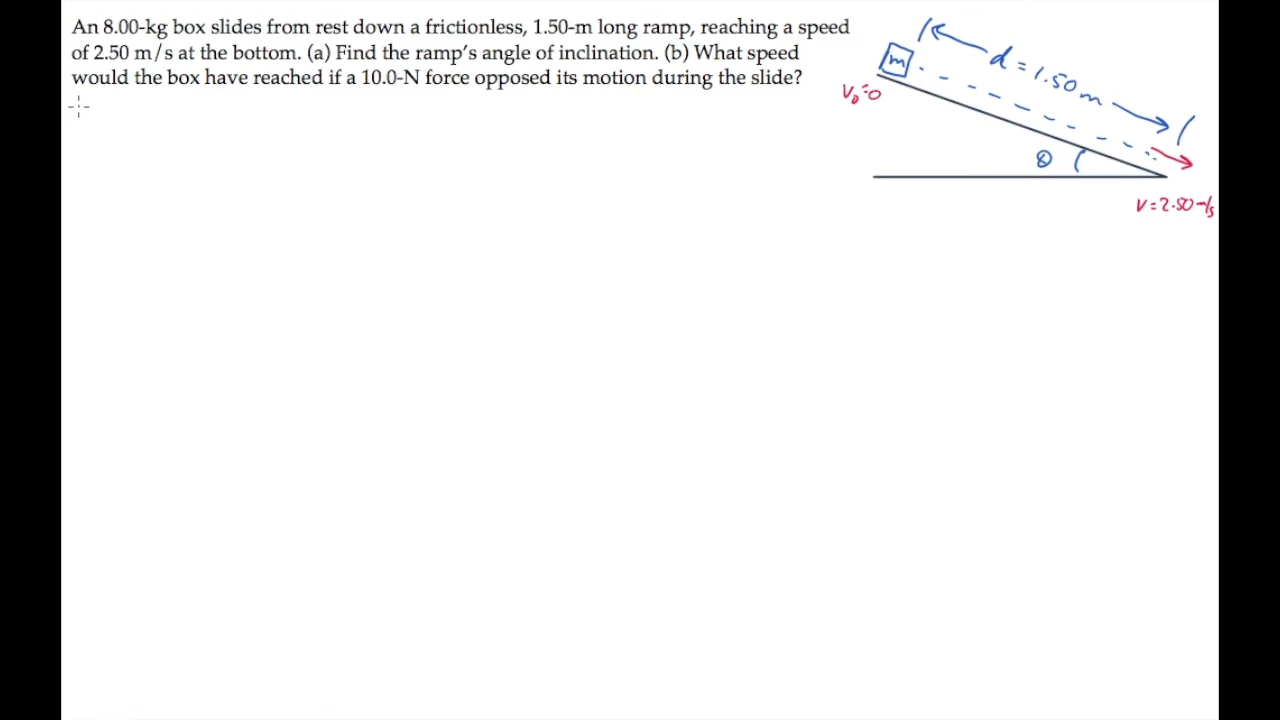 An 8.00-kg box slides from rest down a frictionless, 1.50-m long ramp, reaching a speed
of 2.50 m/s at the bottom. (a) Find the ramp's angle of inclination. (b) What speed
would the box have reached if a 10.0-N force opposed its motion during the slide?
m
d = 1.50 m
V₀=0
θ
V = 2.50 m/s